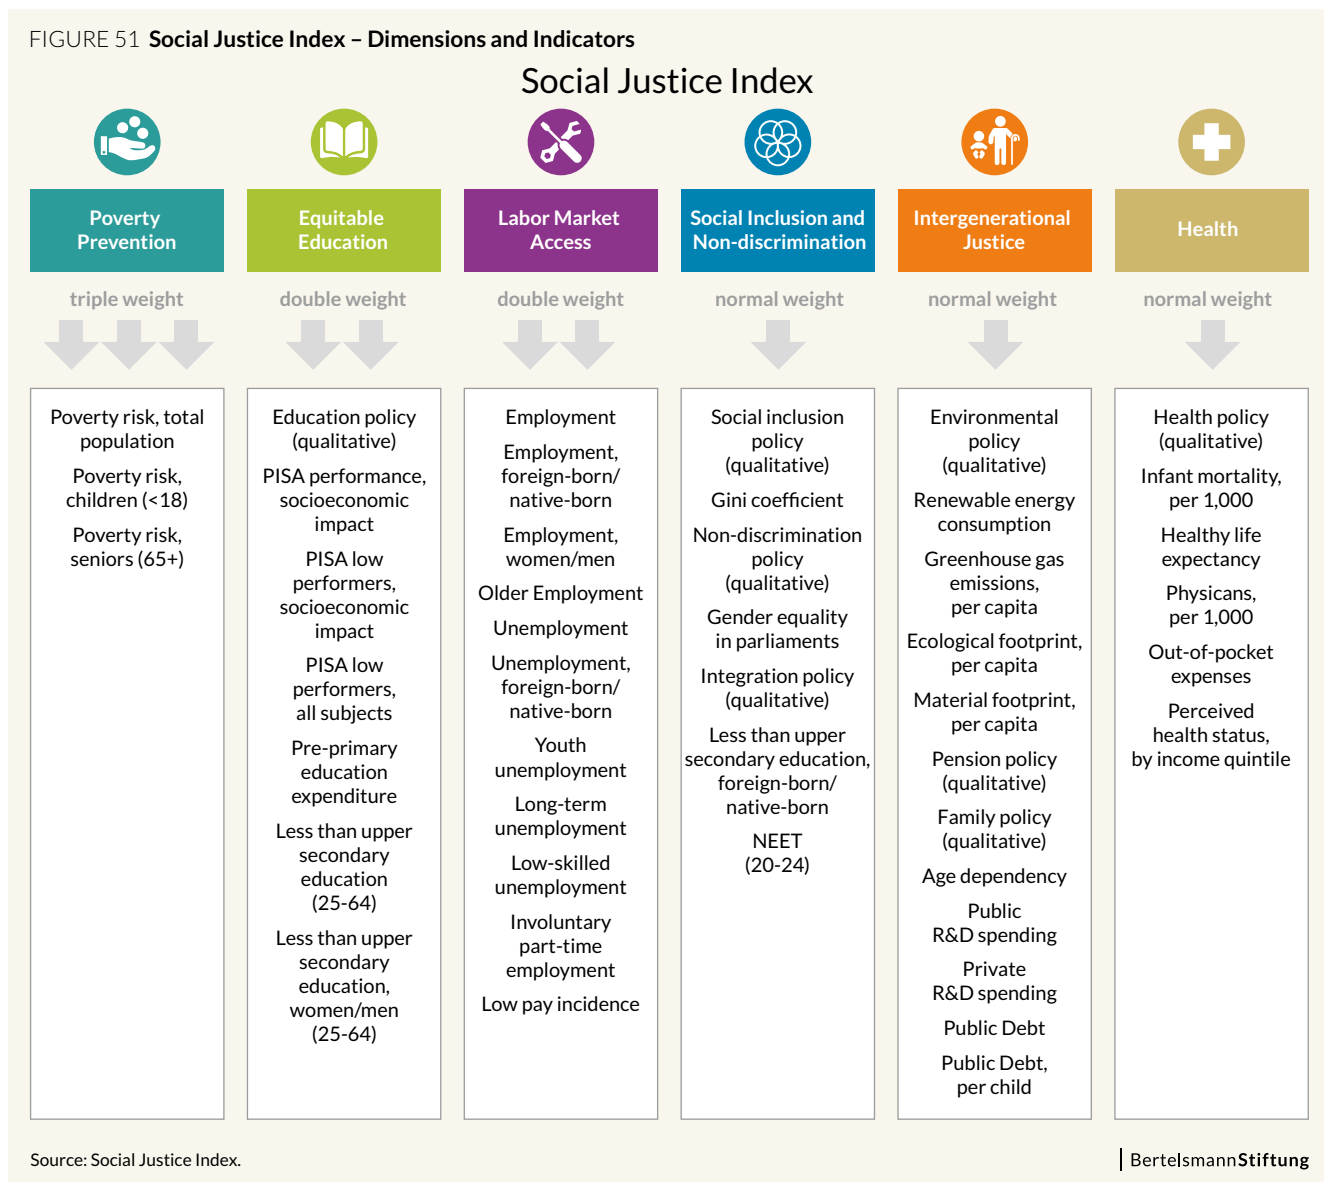 FIGURE 51 Social Justice Index – Dimensions and Indicators
Social Justice Index
Poverty
Prevention
triple weight
Poverty risk, total
population
Poverty risk,
children (<18)
Poverty risk,
seniors (65+)
Equitable
Education
double weight
Education policy
(qualitative)
PISA performance,
socioeconomic
impact
PISA low
performers,
socioeconomic
impact
PISA low
performers,
all subjects
Pre-primary
education
expenditure
Less than upper
secondary
education
(25-64)
Less than upper
secondary
education,
women/men
(25-64)
Labor Market
Access
double weight
Employment
Employment,
foreign-born/
native-born
Employment,
women/men
Older Employment
Unemployment
Unemployment,
foreign-born/
native-born
Youth
unemployment
Long-term
unemployment
Low-skilled
unemployment
Involuntary
part-time
employment
Low pay incidence
Social Inclusion and
Non-discrimination
normal weight
Social inclusion
policy
(qualitative)
Gini coefficient
Non-discrimination
policy
(qualitative)
Gender equality
in parliaments
Integration policy
(qualitative)
Less than upper
secondary education,
foreign-born/
native-born
NEET
(20-24)
Intergenerational
Justice
normal weight
Environmental
policy
(qualitative)
Renewable energy
consumption
Greenhouse gas
emissions,
per capita
Ecological footprint,
per capita
Material footprint,
per capita
Pension policy
(qualitative)
Family policy
(qualitative)
Age dependency
Public
R&D spending
Private
R&D spending
Public Debt
Public Debt,
per child
Health
normal weight
Health policy
(qualitative)
Infant mortality,
per 1,000
Healthy life
expectancy
Physicans,
per 1,000
Out-of-pocket
expenses
Perceived
health status,
by income quintile
Source: Social Justice Index.
BertelsmannStiftung